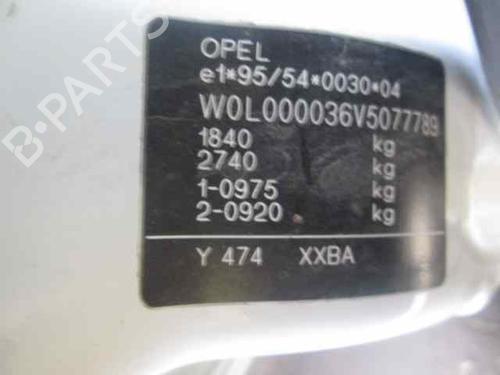 OPEL
e1*95/54*0030*04
W0L000036V5077789
1840 kg
2740 kg
1-0975 kg
2-0920 kg
Y 474 XXBA
B-PARTS